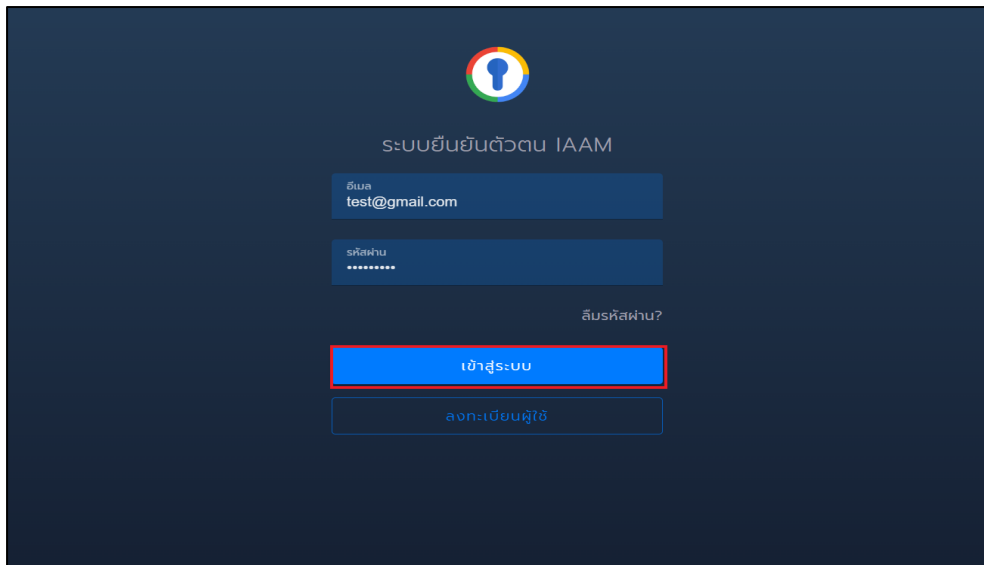 ระบบยืนยันตัวตน IAAM
อีเมล
test@gmail.com
รหัสผ่าน
•••••••••
ลืมรหัสผ่าน?
เข้าสู่ระบบ
ลงทะเบียนผู้ใช้